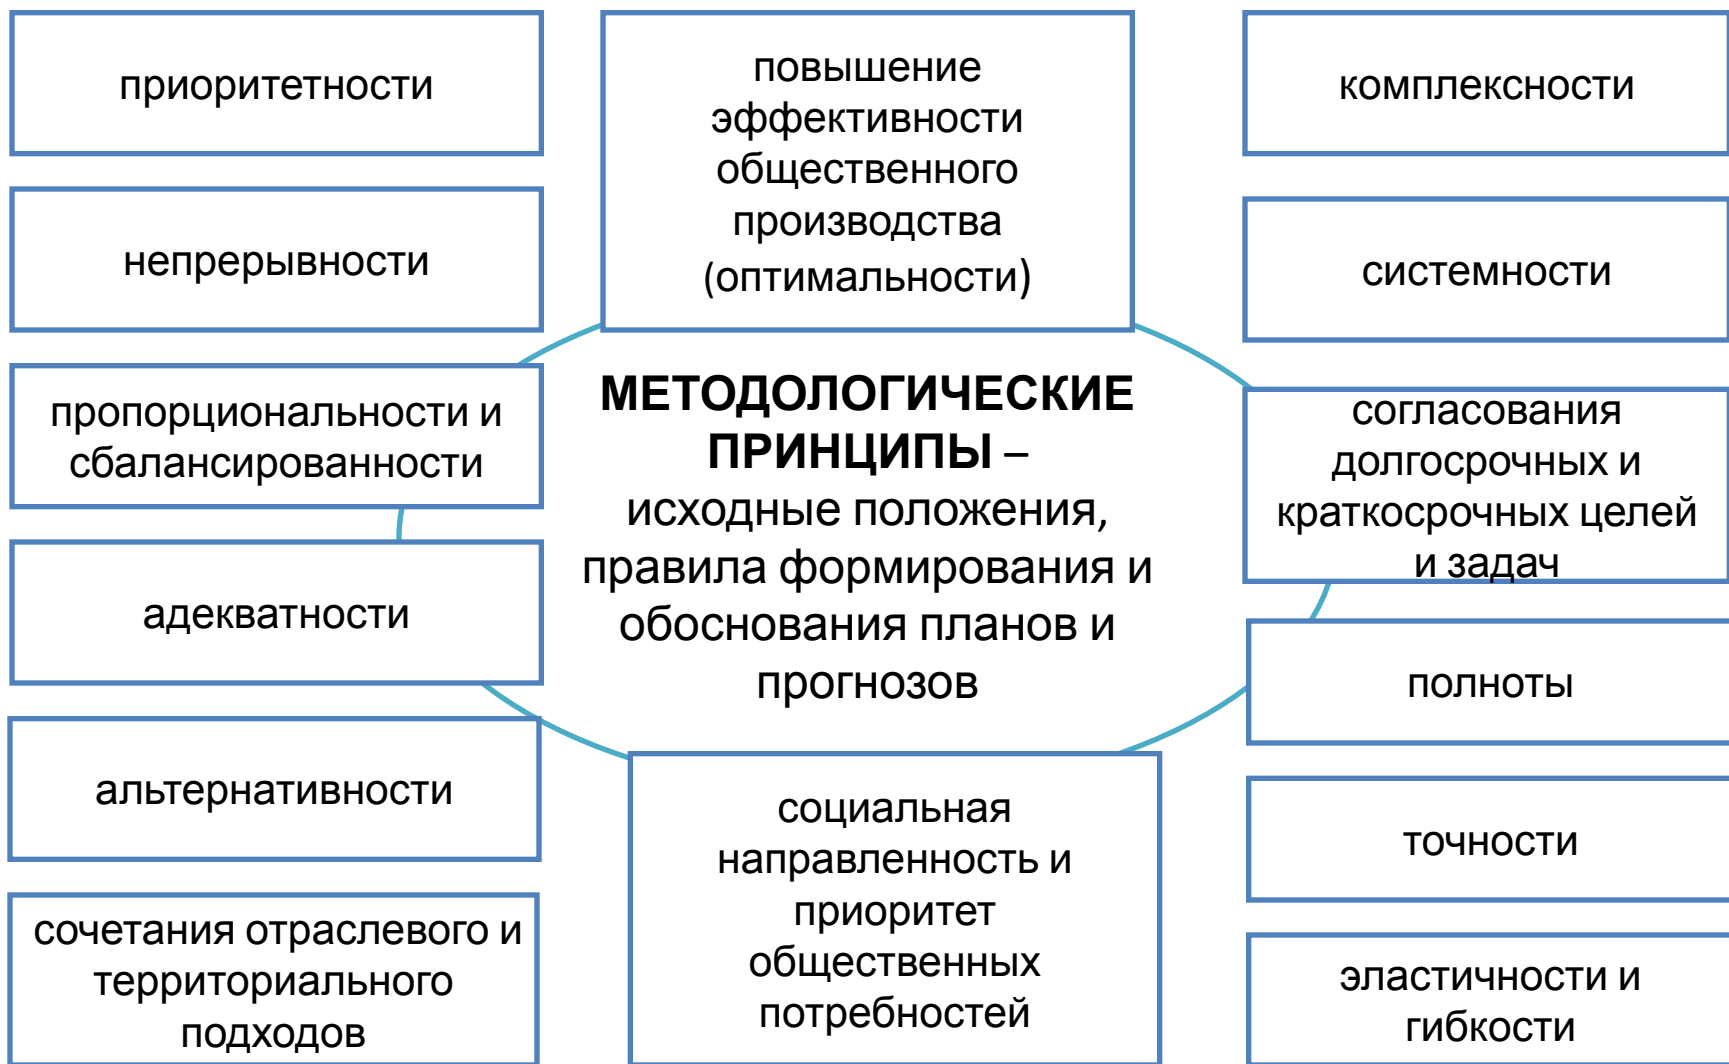 приоритетности
непрерывности
пропорциональности и
сбалансированности
адекватности
альтернативности
сочетания отраслевого и
территориального
подходов
повышение
эффективности
общественного
производства
(оптимальности)
МЕТОДОЛОГИЧЕСКИЕ
ПРИНЦИПЫ –
исходные положения,
правила формирования и
обоснования планов и
прогнозов
социальная
направленность и
приоритет
общественных
потребностей
комплексности
системности
согласования
долгосрочных и
краткосрочных целей
и задач
полноты
точности
эластичности и
гибкости